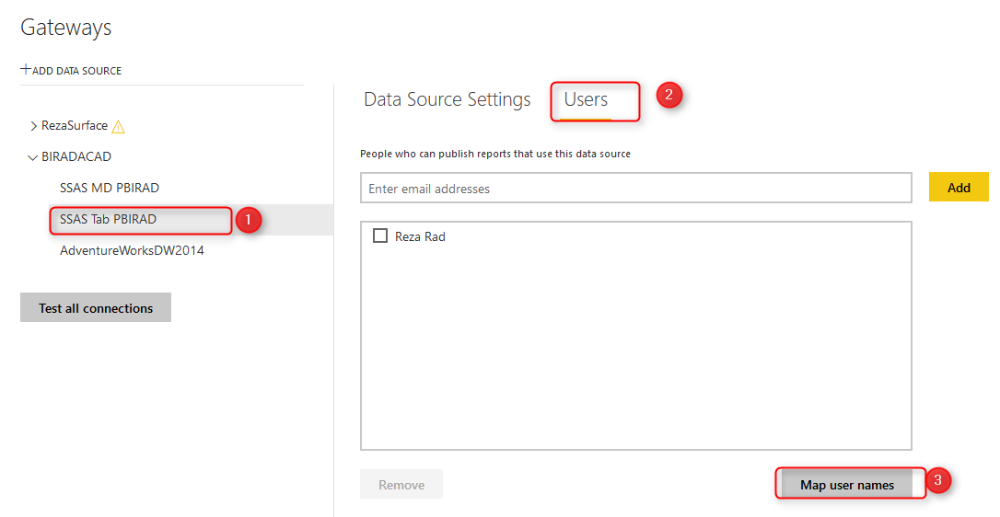 Gateways
+ADD DATA SOURCE
RezaSurface
BIRADACAD
SSAS MD PBIRAD
SSAS Tab PBIRAD 1
AdventureWorksDW2014
Test all connections
Data Source Settings Users 2
People who can publish reports that use this data source
Enter email addresses Add
Reza Rad
Remove Map user names 3